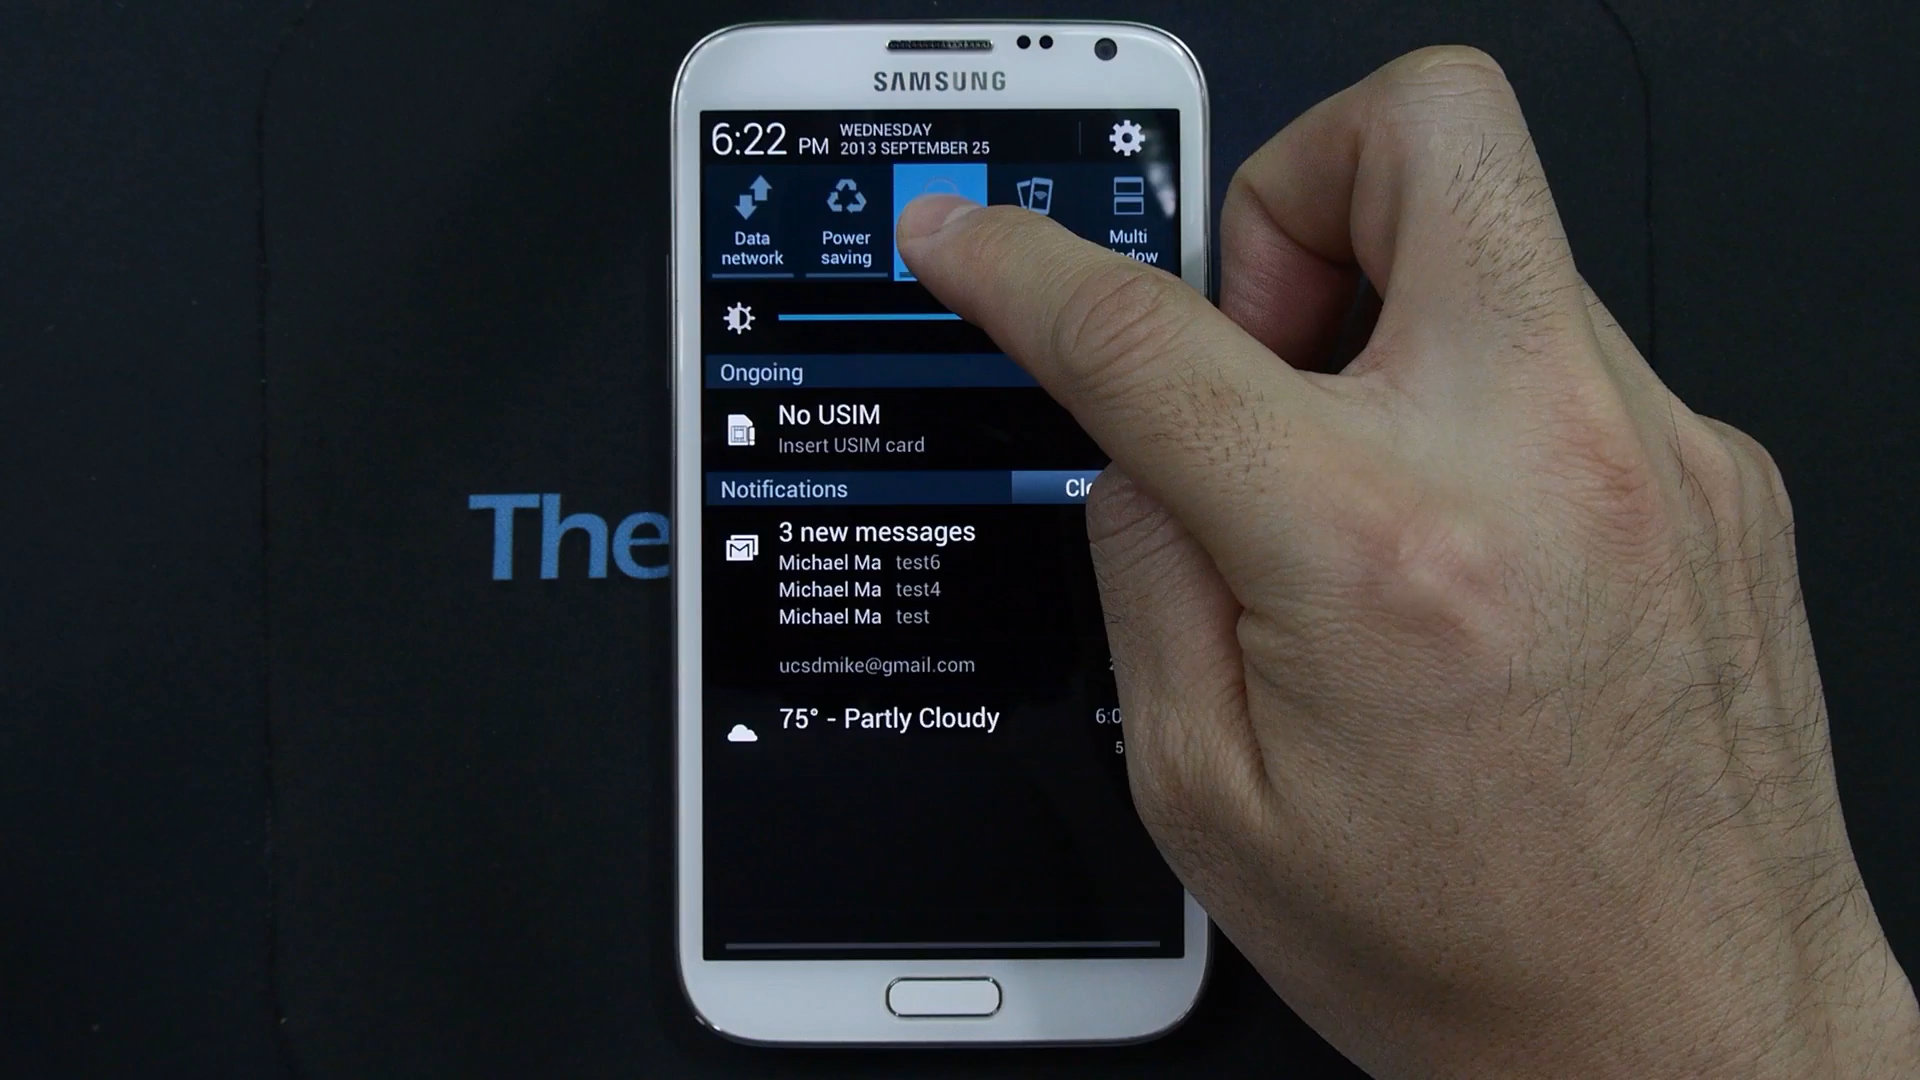 SAMSUNG
6:22 PM
WEDNESDAY
2013 SEPTEMBER 25
Data
network
Power
saving
Multi
Ongoing
No USIM
Insert USIM card
Notifications
3 new messages
Michael Ma test6
Michael Ma test4
Michael Ma test
ucsdmike@gmail.com
75° - Partly Cloudy
The